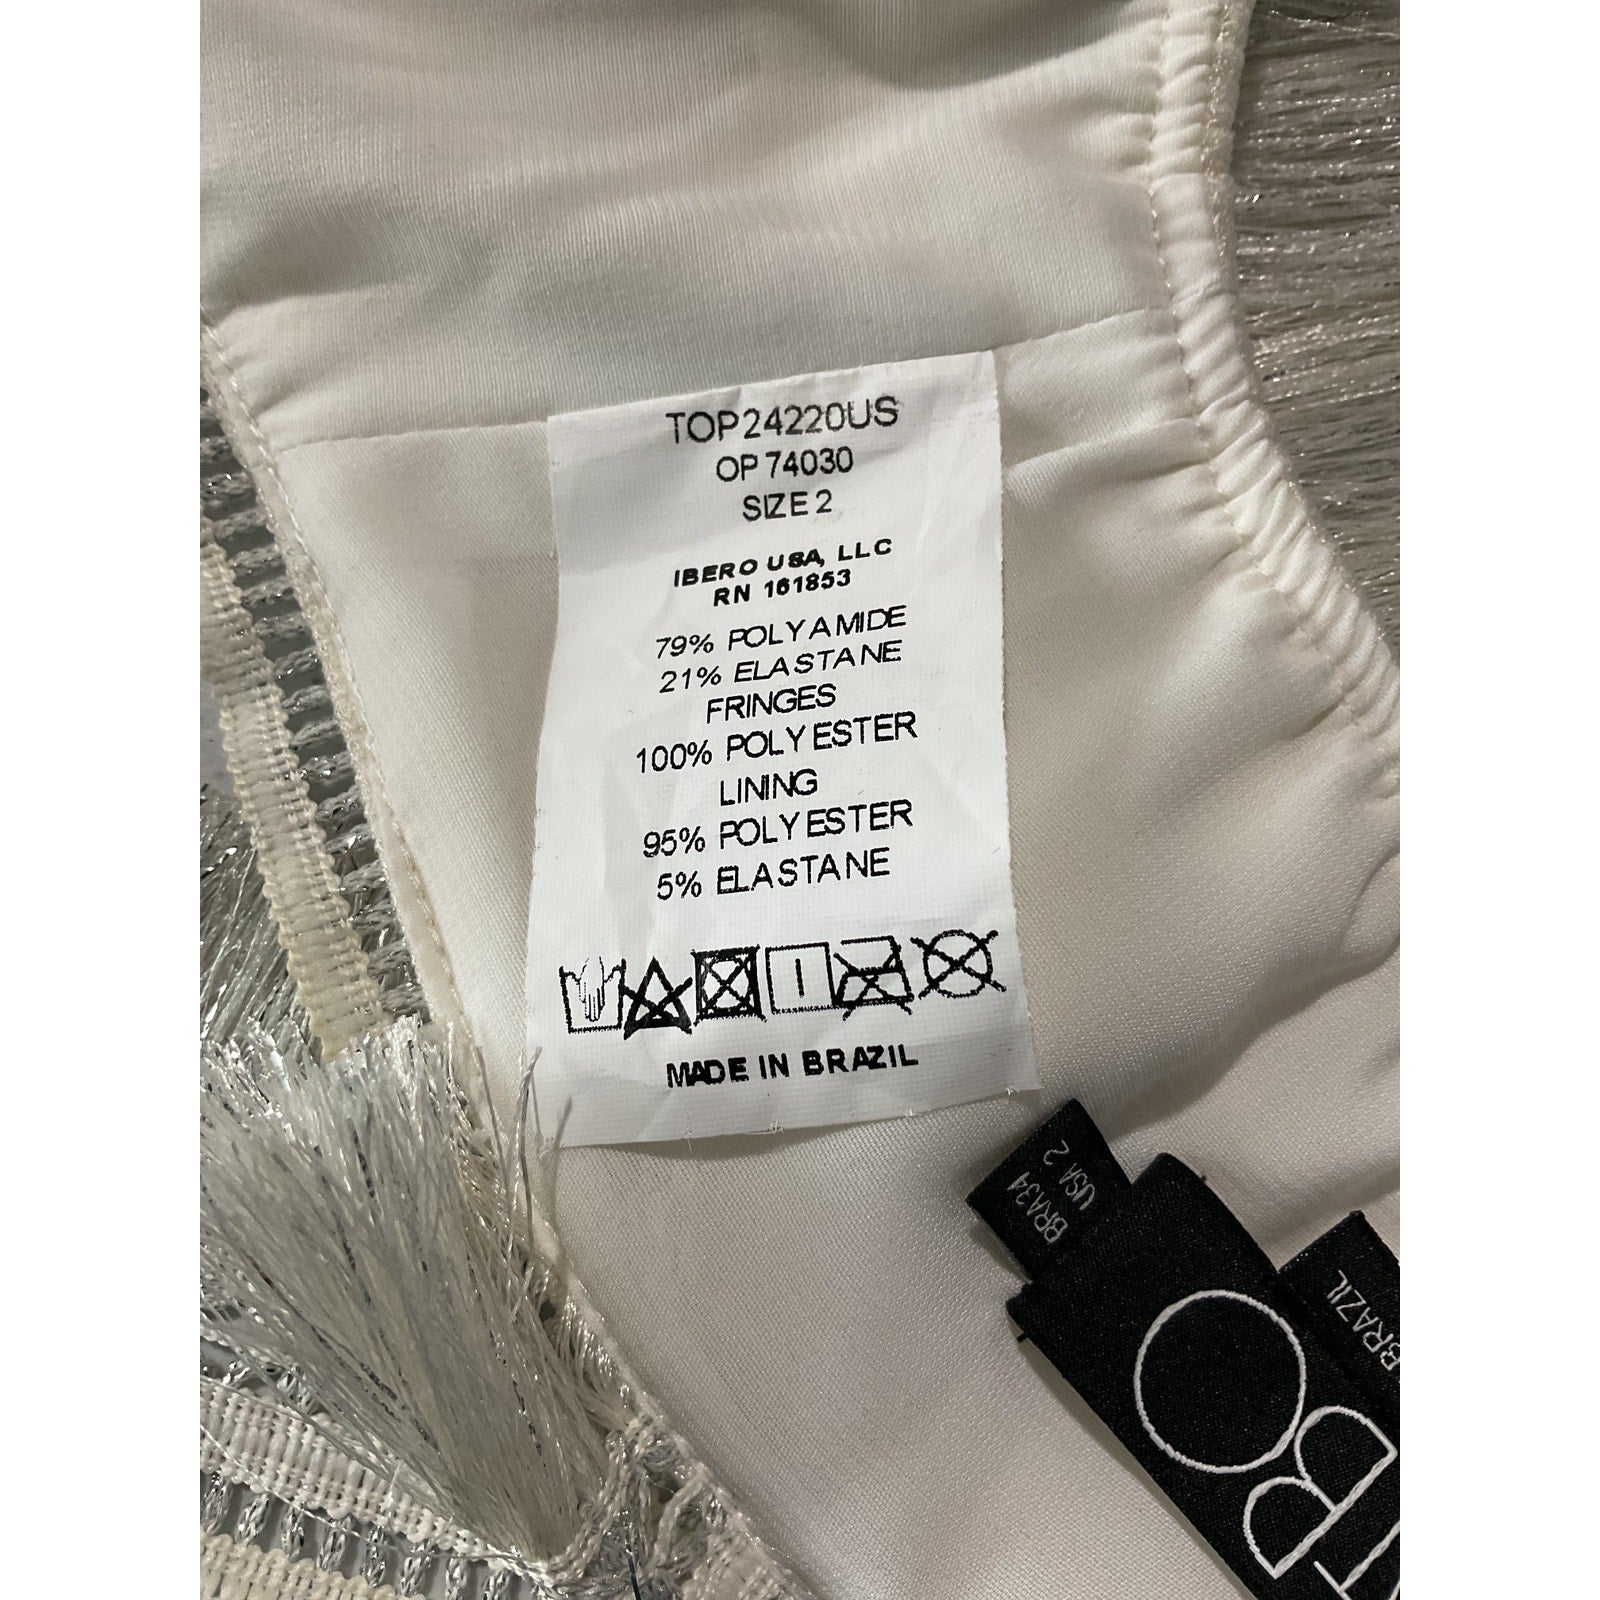 TOP24220US
OP 74030
SIZE 2
IBERO USA, LLC
RN 161853
79% POLYAMIDE
21% ELASTANE
FRINGES
100% POLYESTER
LINING
95% POLYESTER
5% ELASTANE
MADE IN BRAZIL
BRA34
USA 2
BRAZIL
BO